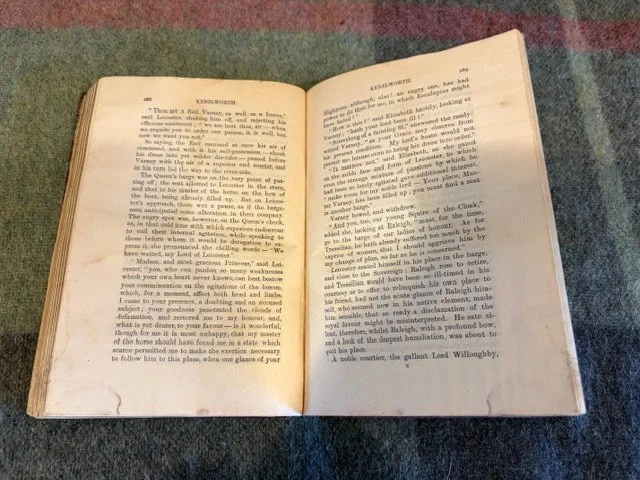 288
KENILWORTH.
"Thou art a fool, Varney, as well as a knave,"
said Leicester, shaking him off, and rejecting his
officious assistance; "we are best thus, sir — when
we require you to order our person, it is well, but
now we want you not."
So saying, the Earl resumed at once his air of
command, and with it his self-possession — shook
his dress into yet wilder disorder — passed before
Varney with the air of a superior and master, and
in his turn led the way to the river-side.
The Queen's barge was on the very point of putting
off; the seat allotted to Leicester in the stern,
and that to his master of the horse on the bow of
the boat, being already filled up. But on Leicester's
approach, there was a pause, as if the bargemen
anticipated some alteration in their company.
The angry spot was, however, on the Queen's cheek,
as, in that cold tone with which superiors endeavour
to veil their internal agitation, while speaking to
those before whom it would be derogation to express
it, she pronounced the chilling words — "We
have waited, my Lord of Leicester."
"Madam, and most gracious Princess," said Leicester,
"you, who can pardon so many weaknesses
which your own heart never knows, can best bestow
your commiseration on the agitations of the bosom,
which, for a moment, affect both head and limbs.
I came to your presence, a doubting and an accused
subject; your goodness penetrated the clouds of
defamation, and restored me to my honour, and,
what is yet dearer, to your favour — is it wonderful,
though for me it is most unhappy, that my master
of the horse should have found me in a state which
scarce permitted me to make the exertion necessary
to follow him to this place, when one glance of your
KENILWORTH.
289
Highness, although, alas! an angry one, has had
power to do that for me, in which Esculapius might
have failed?"
"How is this?" said Elizabeth hastily, looking at
Varney; "hath your lord been ill?"
"Something of a fainting fit," answered the ready-
witted Varney, "as your Grace may observe from
his present condition. My lord's haste would not
permit me leisure even to bring his dress into order."
"It matters not," said Elizabeth, as she gazed
on the noble face and form of Leicester, to which
even the strange mixture of passions by which he
had been so lately agitated gave additional interest,
"make room for my noble lord — Your place, Master
Varney, has been filled up; you must find a seat
in another barge."
Varney bowed, and withdrew.
"And you, too, our young Squire of the Cloak,"
added she, looking at Raleigh, "must, for the time,
go to the barge of our ladies of honour. As for
Tressilian, he hath already suffered too much by the
caprice of women, that I should aggrieve him by
my change of plan, so far as he is concerned."
Leicester seated himself in his place in the barge,
and close to the Sovereign; Raleigh rose to retire,
and Tressilian would have been so ill-timed in his
courtesy as to offer to relinquish his own place to
his friend, had not the acute glance of Raleigh himself,
who seemed now in his native element, made
him sensible, that so ready a disclamation of the
royal favour might be misinterpreted. He sate silent,
therefore, whilst Raleigh, with a profound bow,
and a look of the deepest humiliation, was about to
quit his place.
A noble courtier, the gallant Lord Willoughby,
x